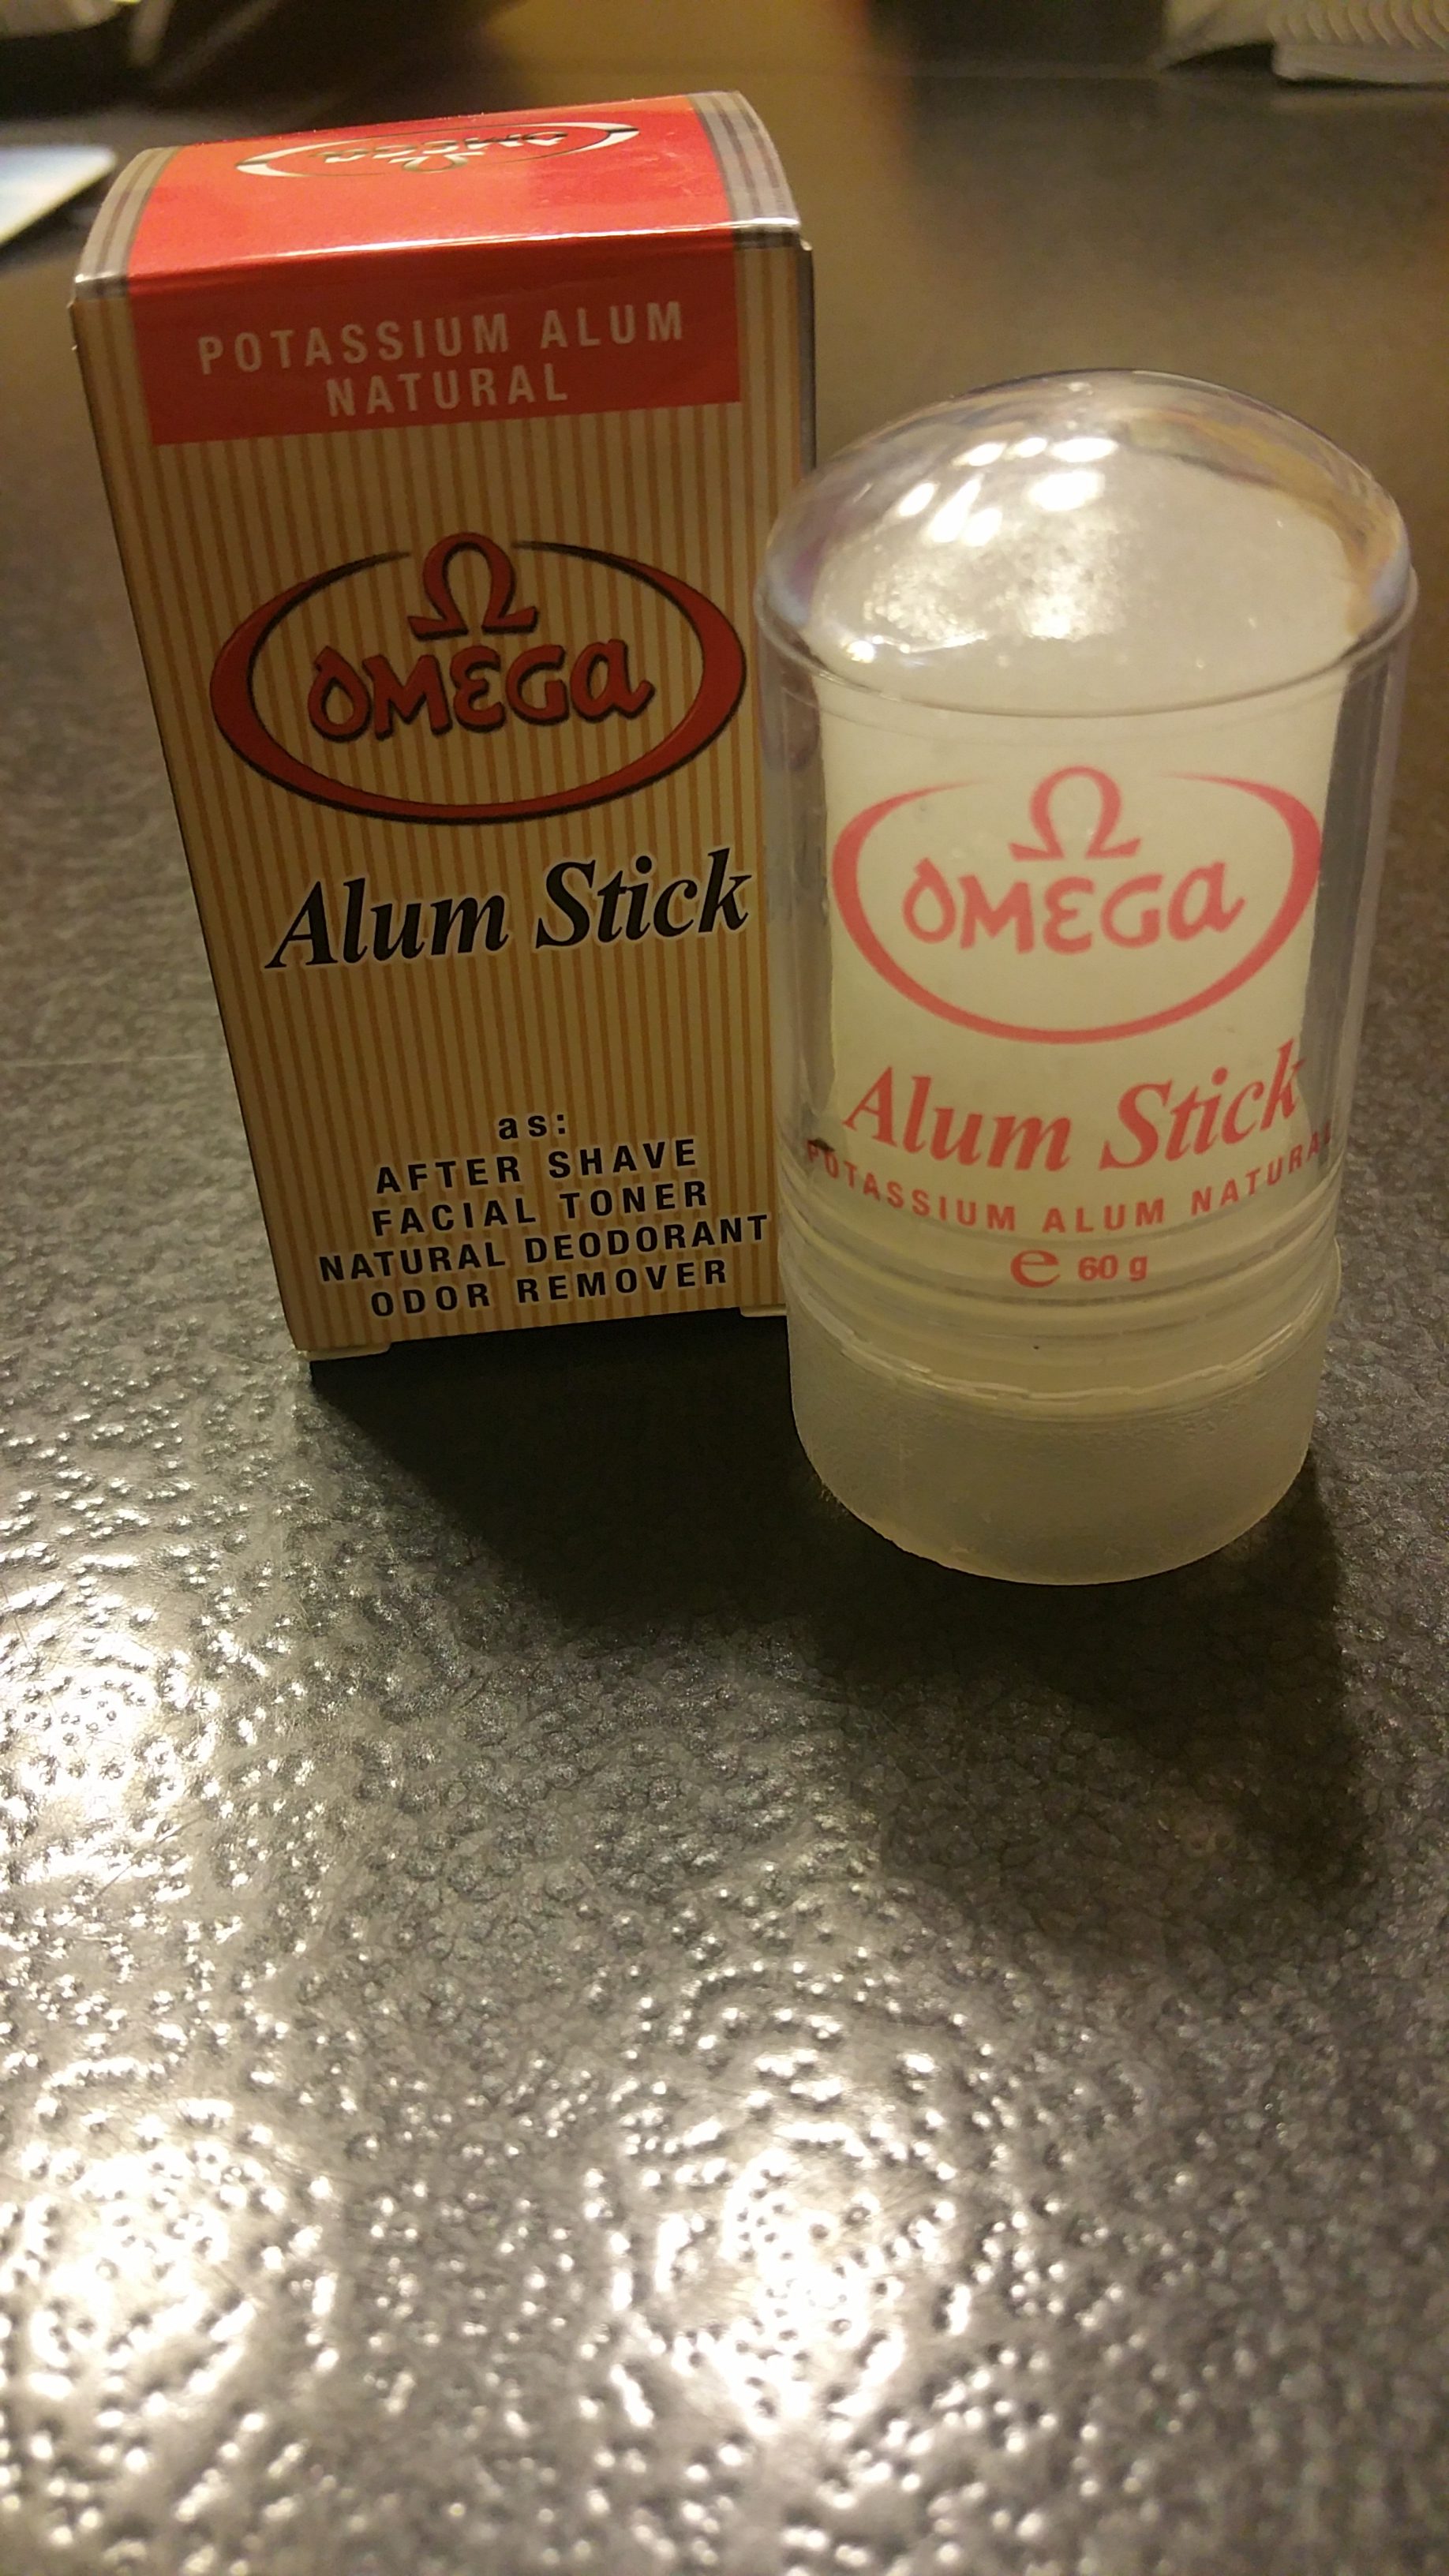 OMEGA
POTASSIUM ALUM
NATURAL
Ω
OMEGA
Alum Stick
as:
AFTER SHAVE
FACIAL TONER
NATURAL DEODORANT
ODOR REMOVER
Ω
OMEGA
Alum Stick
POTASSIUM ALUM NATURAL
e 60 g